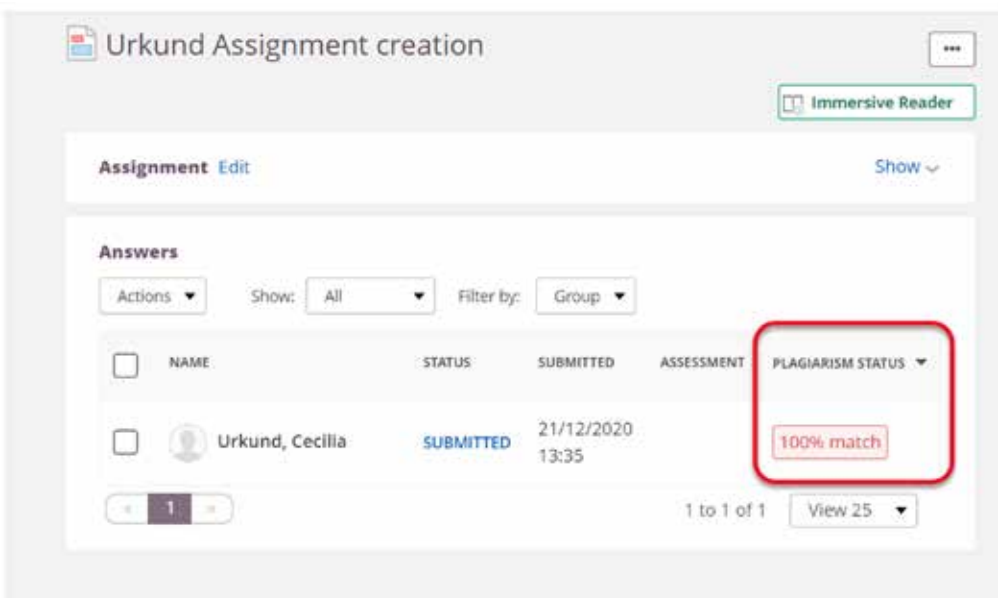 Urkund Assignment creation
...
Immersive Reader
Assignment Edit Show
Answers
Actions Show: All Filter by: Group
NAME STATUS SUBMITTED ASSESSMENT PLAGIARISM STATUS
Urkund, Cecilia SUBMITTED 21/12/2020 100% match
13:35
« 1 » 1 to 1 of 1 View 25